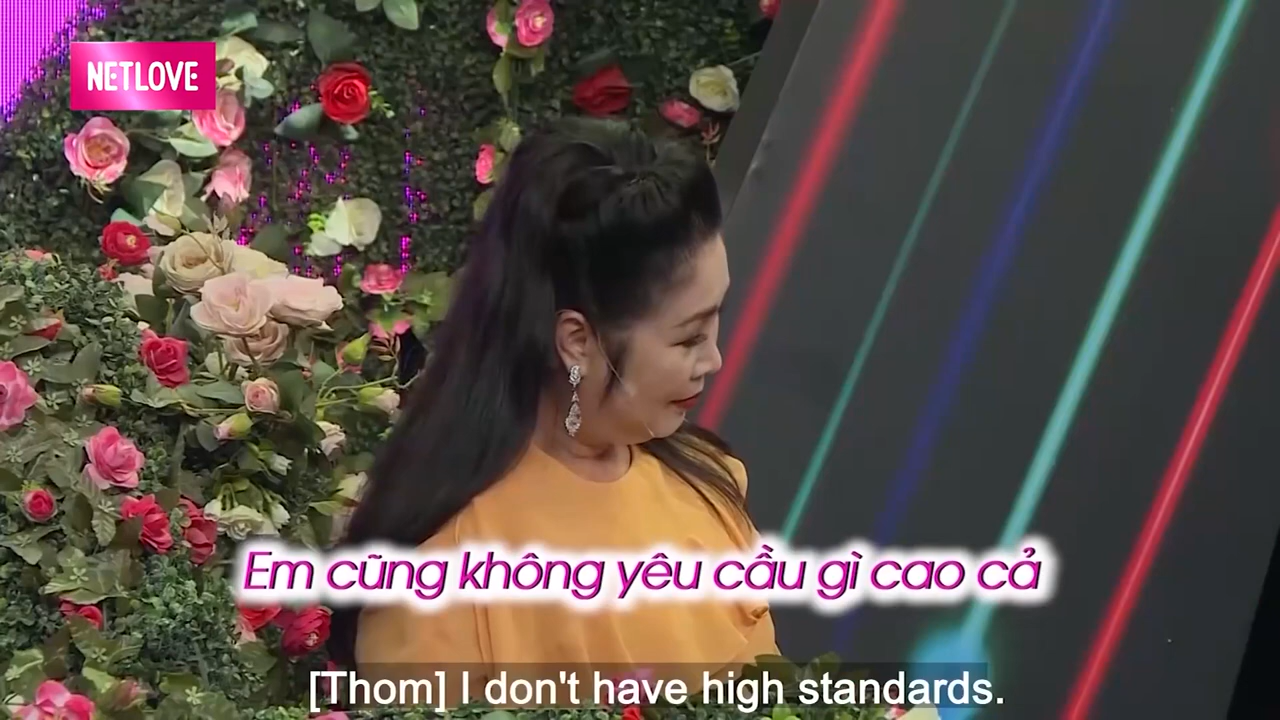 NETLOVE
Em cũng không yêu cầu gì cao cả
[Thom] I don't have high standards.